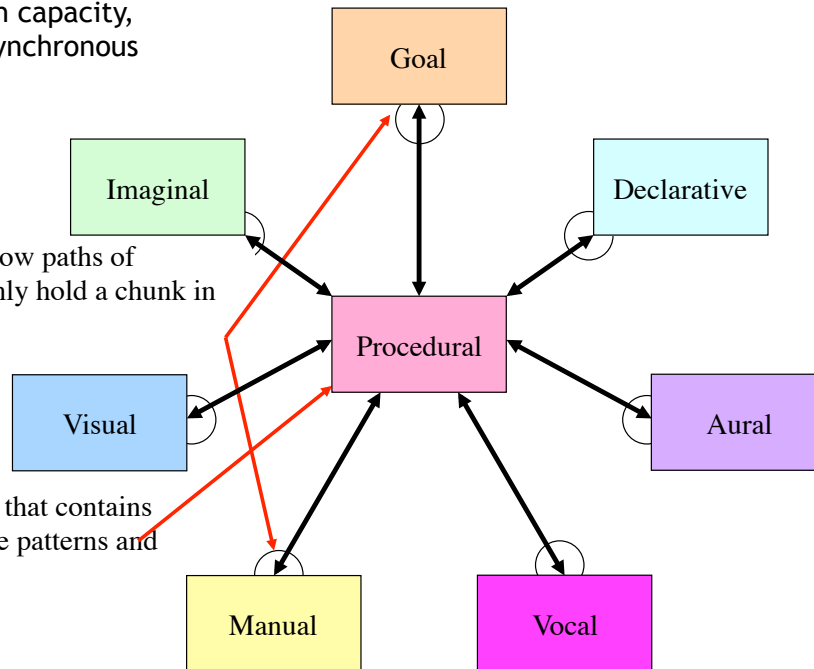 n capacity,
ynchronous
Goal
Imaginal
Declarative
ow paths of
nly hold a chunk in
Procedural
Visual
Aural
that contains
e patterns and
Manual
Vocal